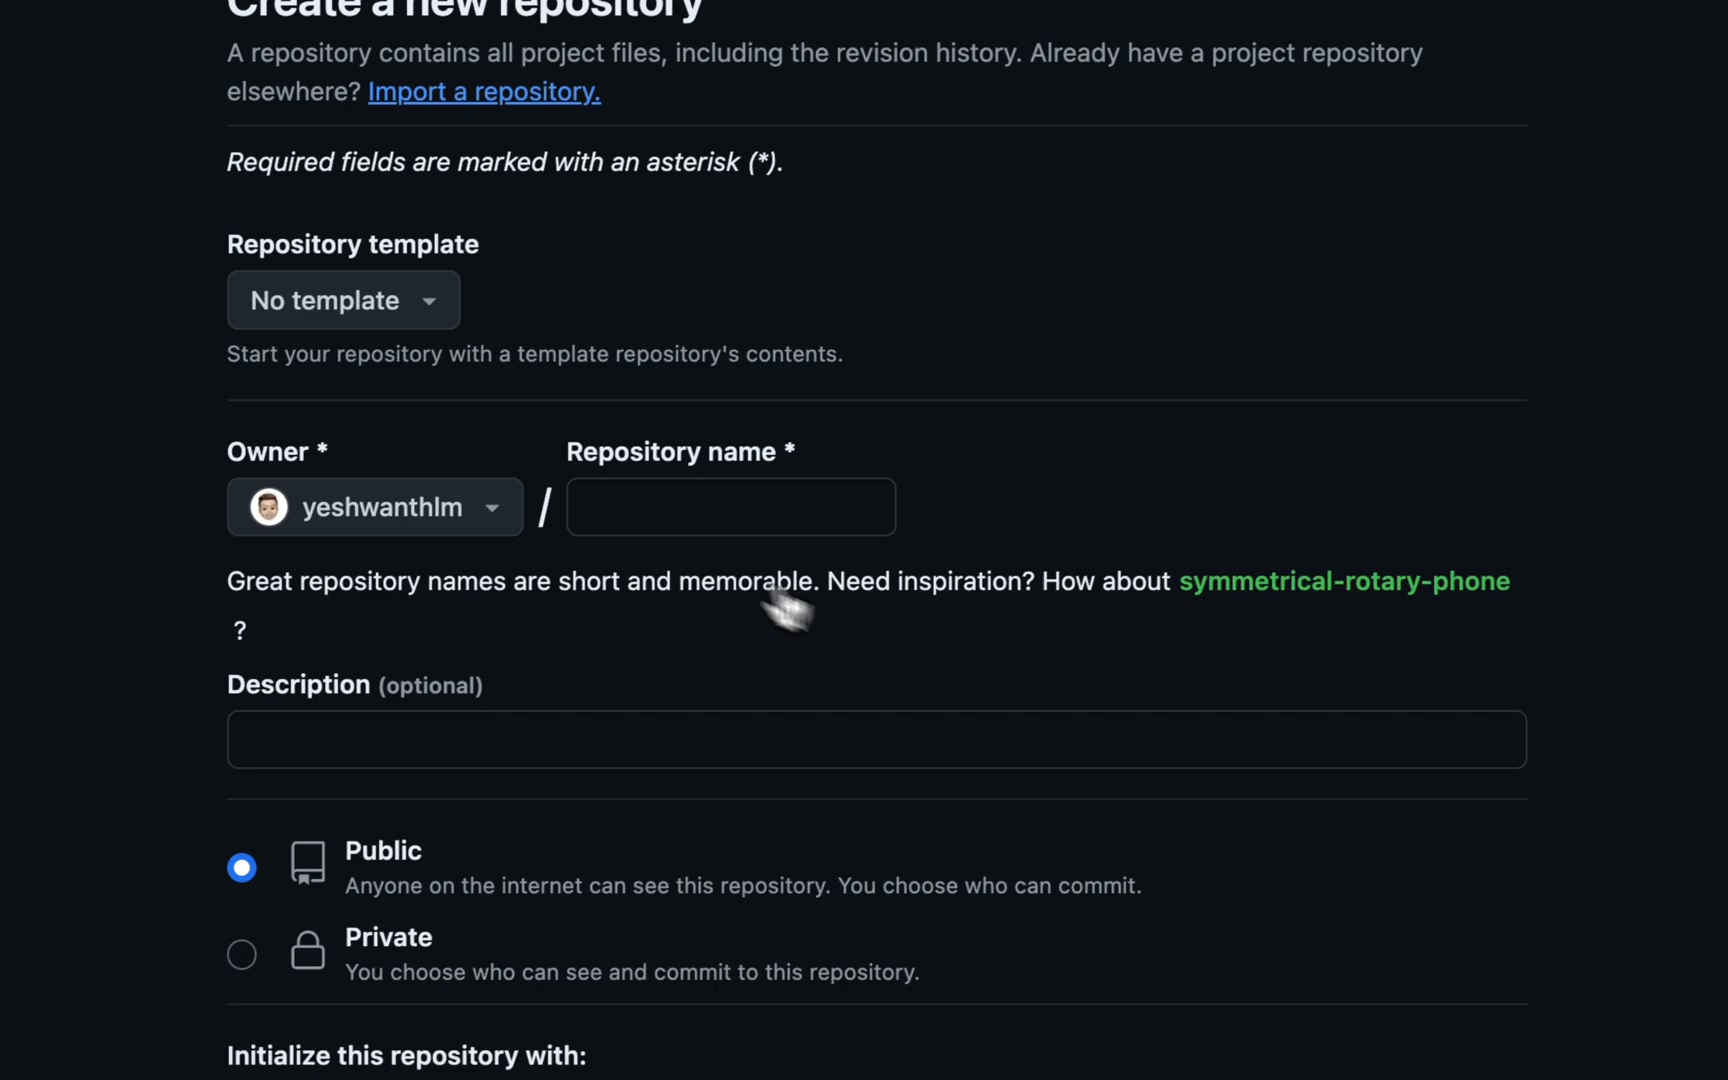 Create a new repository
A repository contains all project files, including the revision history. Already have a project repository
elsewhere? Import a repository.
Required fields are marked with an asterisk (*).
Repository template
No template
Start your repository with a template repository's contents.
Owner * Repository name *
yeshwanthlm /
Great repository names are short and memorable. Need inspiration? How about symmetrical-rotary-phone
?
Description (optional)
Public
Anyone on the internet can see this repository. You choose who can commit.
Private
You choose who can see and commit to this repository.
Initialize this repository with: